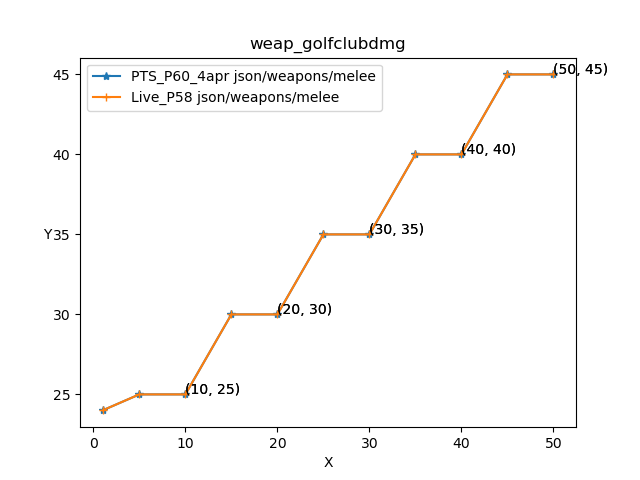 weap_golfclubdmg
PTS_P60_4apr json/weapons/melee
Live_P58 json/weapons/melee
45
(50, 45)
40
(40, 40)
Y
35
(30, 35)
30
(20, 30)
25
(10, 25)
0 10 20 30 40 50
X